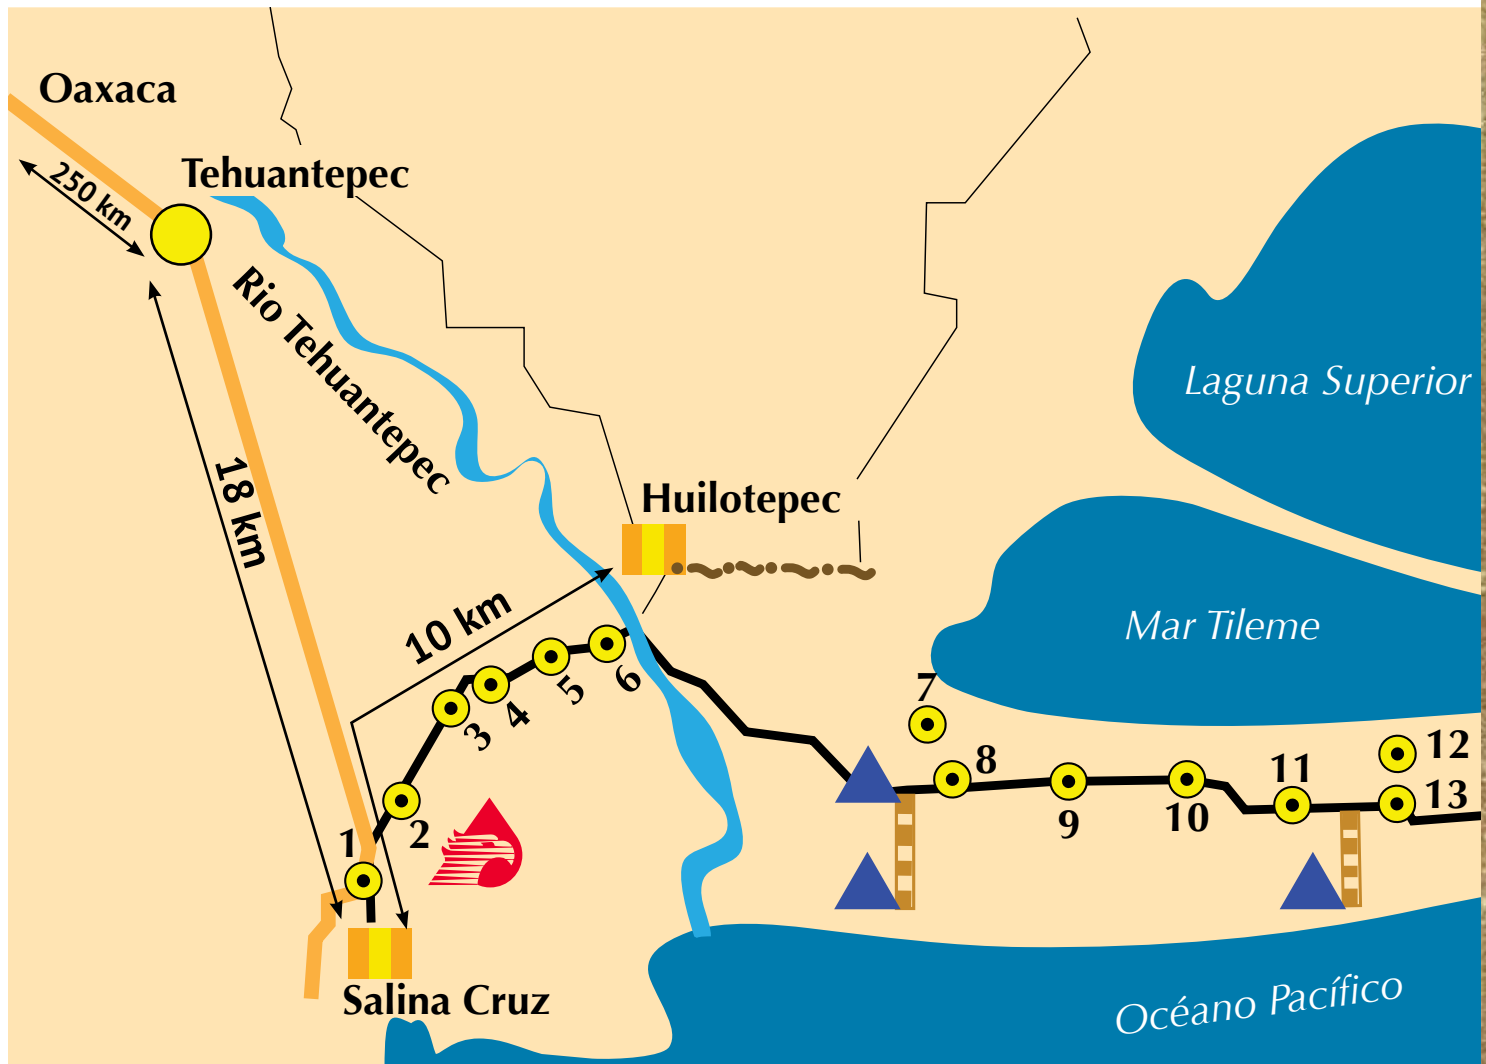 Oaxaca
250 km
Tehuantepec
Rio Tehuantepec
18 km
Laguna Superior
Huilotepec
10 km
Mar Tileme
1
2
3
4
5
6
7
8
9
10
11
12
13
Salina Cruz
Océano Pacífico